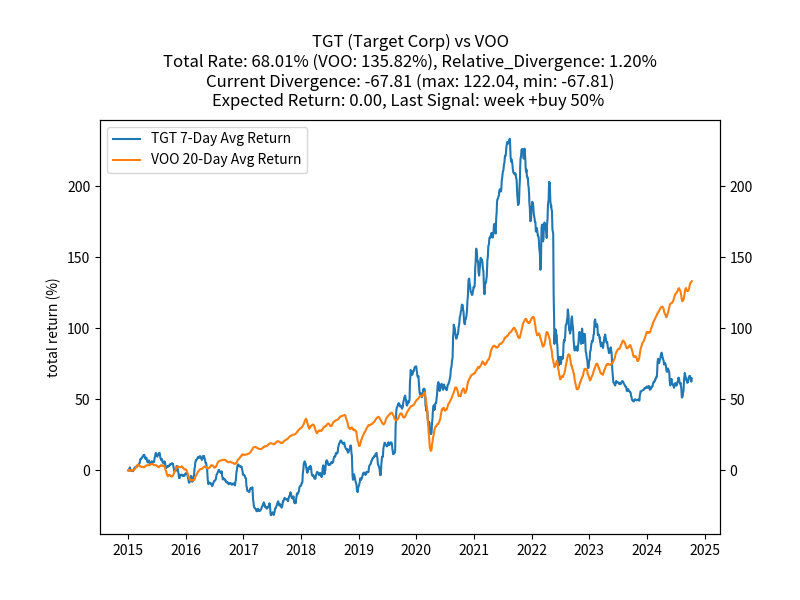 TGT (Target Corp) vs VOO
Total Rate: 68.01% (VOO: 135.82%), Relative_Divergence: 1.20%
Current Divergence: -67.81 (max: 122.04, min: -67.81)
Expected Return: 0.00, Last Signal: week +buy 50%
TGT 7-Day Avg Return
VOO 20-Day Avg Return
total return (%)
200
150
100
50
0
200
150
100
50
0
2015 2016 2017 2018 2019 2020 2021 2022 2023 2024 2025